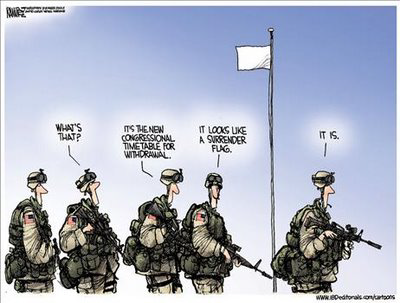 WHAT'S
THAT?
IT'S THE NEW
CONGRESSIONAL
TIMETABLE FOR
WITHDRAWAL.
IT LOOKS LIKE
A SURRENDER
FLAG.
IT IS.
www.IBDeditorials.com/cartoons